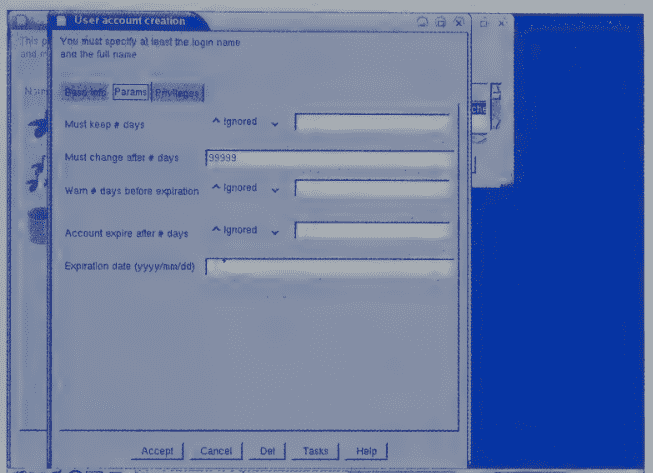 User account creation
This p
You must specify at least the login name
and the full name
Base info Params Privileges
Must keep # days Ignored
Must change after # days 99999
Warn # days before expiration Ignored
Account expire after # days Ignored
Expiration date (yyyy/mm/dd)
Accept Cancel Del Tasks Help